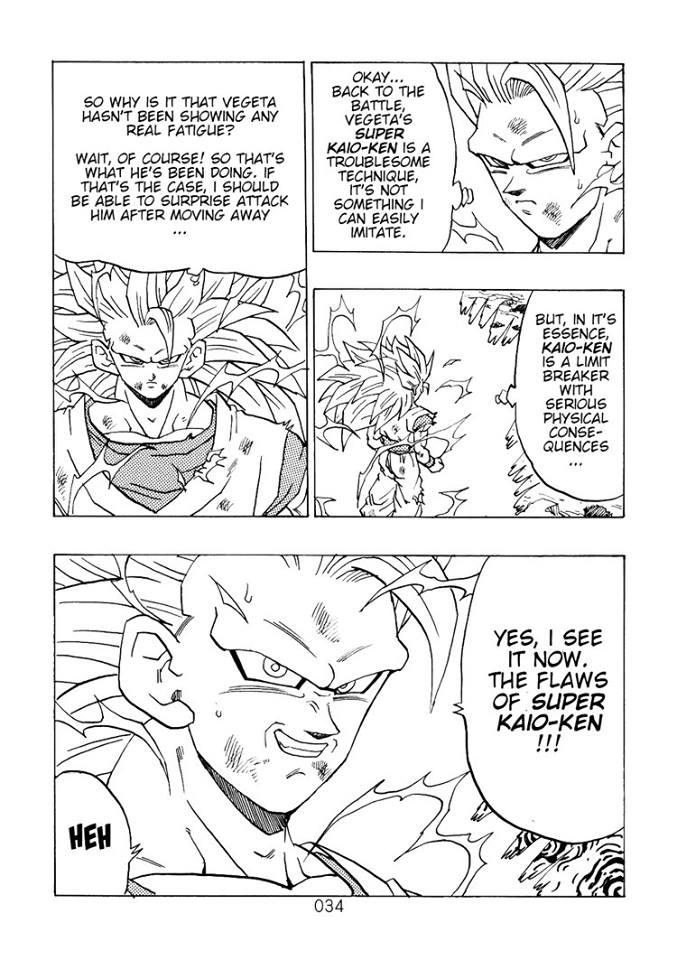 OKAY...
BACK TO THE
BATTLE,
VEGETA'S
SUPER
KAIO-KEN IS A
TROUBLESOME
TECHNIQUE,
IT'S NOT
SOMETHING I
CAN EASILY
IMITATE.
BUT, IN IT'S
ESSENCE,
KAIO-KEN
IS A LIMIT
BREAKER
WITH
SERIOUS
PHYSICAL
CONSE-
QUENCES
...
SO WHY IS IT THAT VEGETA
HASN'T BEEN SHOWING ANY
REAL FATIGUE?
WAIT, OF COURSE! SO THAT'S
WHAT HE'S BEEN DOING. IF
THAT'S THE CASE, I SHOULD
BE ABLE TO SURPRISE ATTACK
HIM AFTER MOVING AWAY
...
YES, I SEE
IT NOW.
THE FLAWS
OF SUPER
KAIO-KEN
!!!
HEH
034